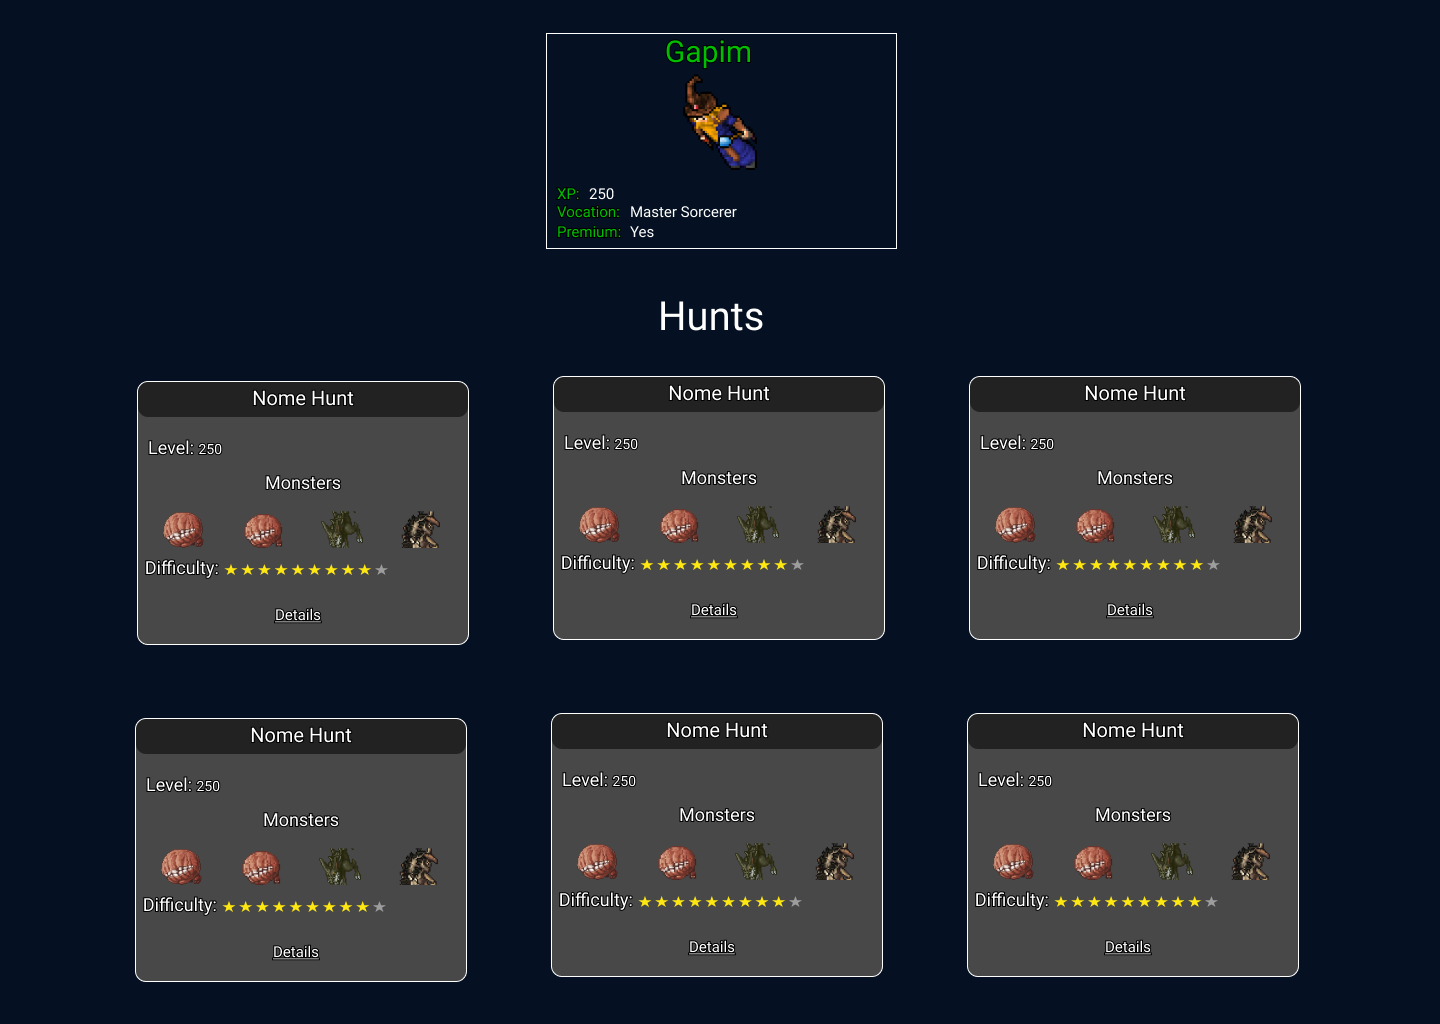 Gapim
XP: 250
Vocation: Master Sorcerer
Premium: Yes
Hunts
Nome Hunt
Level: 250
Monsters
Difficulty: ★★★★★★★★★★
Details
Nome Hunt
Level: 250
Monsters
Difficulty: ★★★★★★★★★★
Details
Nome Hunt
Level: 250
Monsters
Difficulty: ★★★★★★★★★★
Details
Nome Hunt
Level: 250
Monsters
Difficulty: ★★★★★★★★★★
Details
Nome Hunt
Level: 250
Monsters
Difficulty: ★★★★★★★★★★
Details
Nome Hunt
Level: 250
Monsters
Difficulty: ★★★★★★★★★★
Details